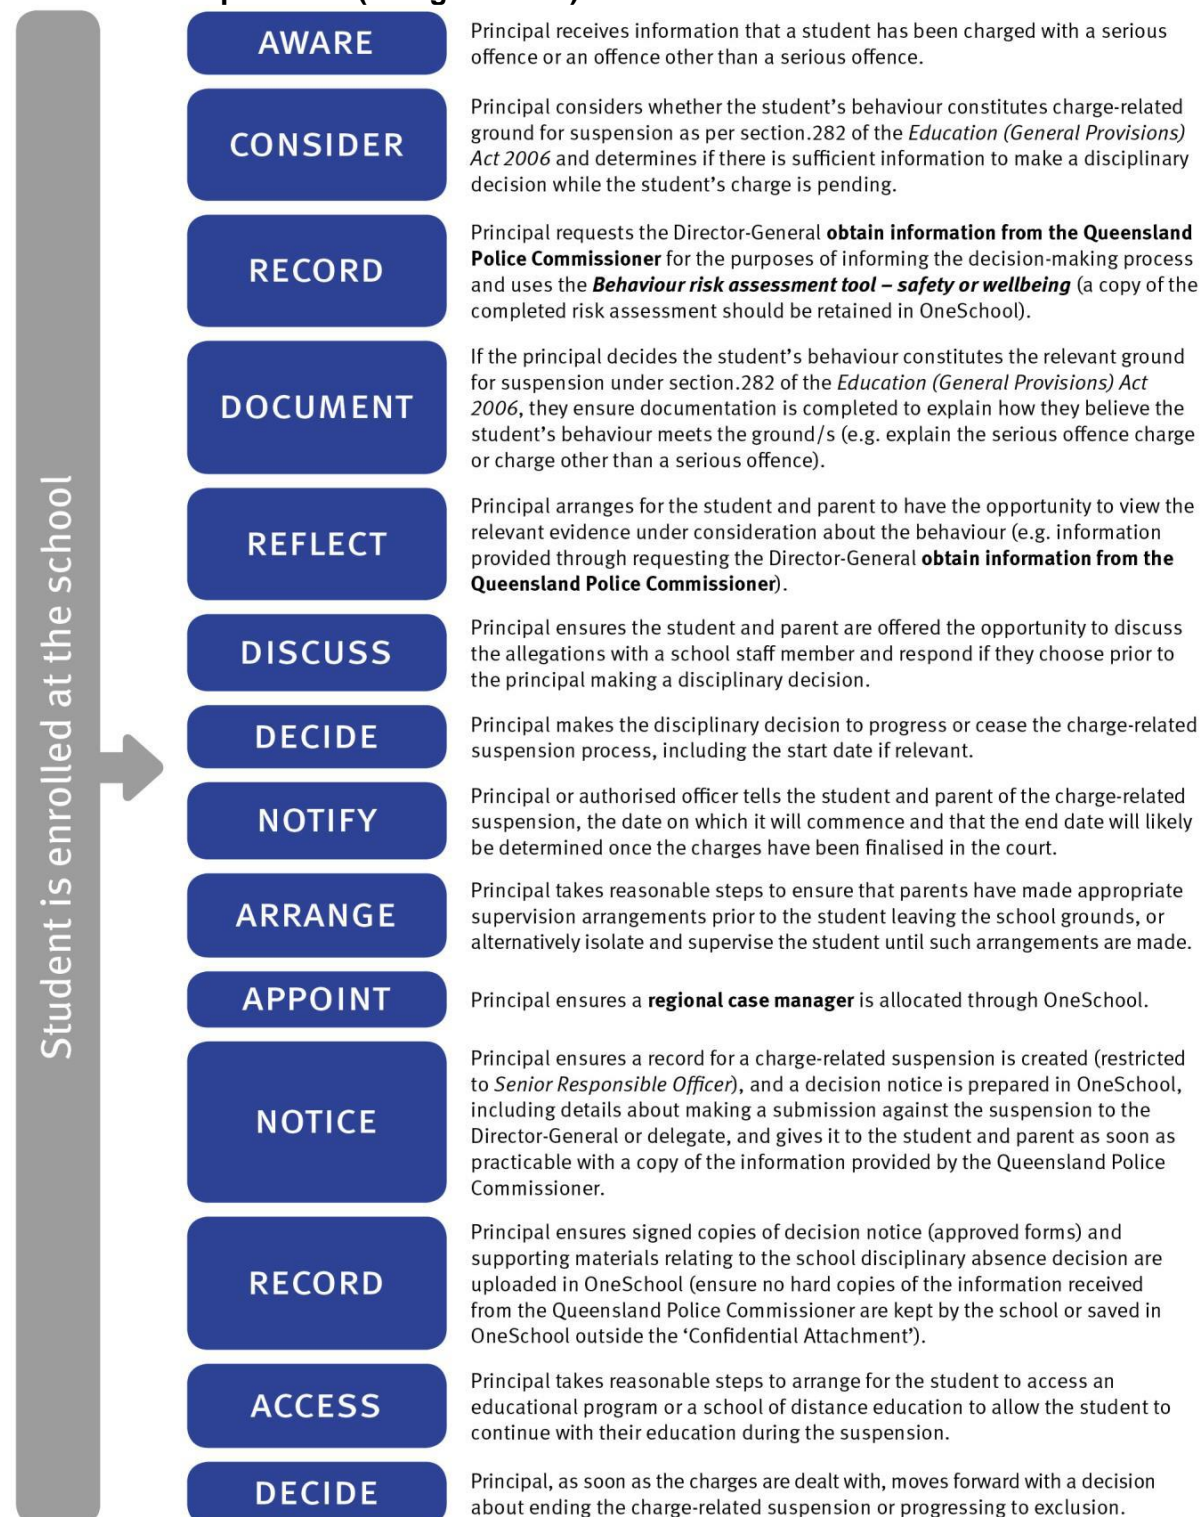 AWARE
Principal receives information that a student has been charged with a serious
offence or an offence other than a serious offence.
CONSIDER
Principal considers whether the student's behaviour constitutes charge-related
ground for suspension as per section.282 of the Education (General Provisions)
Act 2006 and determines if there is sufficient information to make a disciplinary
decision while the student's charge is pending.
RECORD
Principal requests the Director-General obtain information from the Queensland
Police Commissioner for the purposes of informing the decision-making process
and uses the Behaviour risk assessment tool – safety or wellbeing (a copy of the
completed risk assessment should be retained in OneSchool).
DOCUMENT
If the principal decides the student's behaviour constitutes the relevant ground
for suspension under section.282 of the Education (General Provisions) Act
2006, they ensure documentation is completed to explain how they believe the
student's behaviour meets the ground/s (e.g. explain the serious offence charge
or charge other than a serious offence).
REFLECT
Principal arranges for the student and parent to have the opportunity to view the
relevant evidence under consideration about the behaviour (e.g. information
provided through requesting the Director-General obtain information from the
Queensland Police Commissioner).
DISCUSS
Principal ensures the student and parent are offered the opportunity to discuss
the allegations with a school staff member and respond if they choose prior to
the principal making a disciplinary decision.
Student is enrolled at the school
DECIDE
Principal makes the disciplinary decision to progress or cease the charge-related
suspension process, including the start date if relevant.
NOTIFY
Principal or authorised officer tells the student and parent of the charge-related
suspension, the date on which it will commence and that the end date will likely
be determined once the charges have been finalised in the court.
ARRANGE
Principal takes reasonable steps to ensure that parents have made appropriate
supervision arrangements prior to the student leaving the school grounds, or
alternatively isolate and supervise the student until such arrangements are made.
APPOINT
Principal ensures a regional case manager is allocated through OneSchool.
NOTICE
Principal ensures a record for a charge-related suspension is created (restricted
to Senior Responsible Officer), and a decision notice is prepared in OneSchool,
including details about making a submission against the suspension to the
Director-General or delegate, and gives it to the student and parent as soon as
practicable with a copy of the information provided by the Queensland Police
Commissioner.
RECORD
Principal ensures signed copies of decision notice (approved forms) and
supporting materials relating to the school disciplinary absence decision are
uploaded in OneSchool (ensure no hard copies of the information received
from the Queensland Police Commissioner are kept by the school or saved in
OneSchool outside the 'Confidential Attachment').
ACCESS
Principal takes reasonable steps to arrange for the student to access an
educational program or a school of distance education to allow the student to
continue with their education during the suspension.
DECIDE
Principal, as soon as the charges are dealt with, moves forward with a decision
about ending the charge-related suspension or progressing to exclusion.